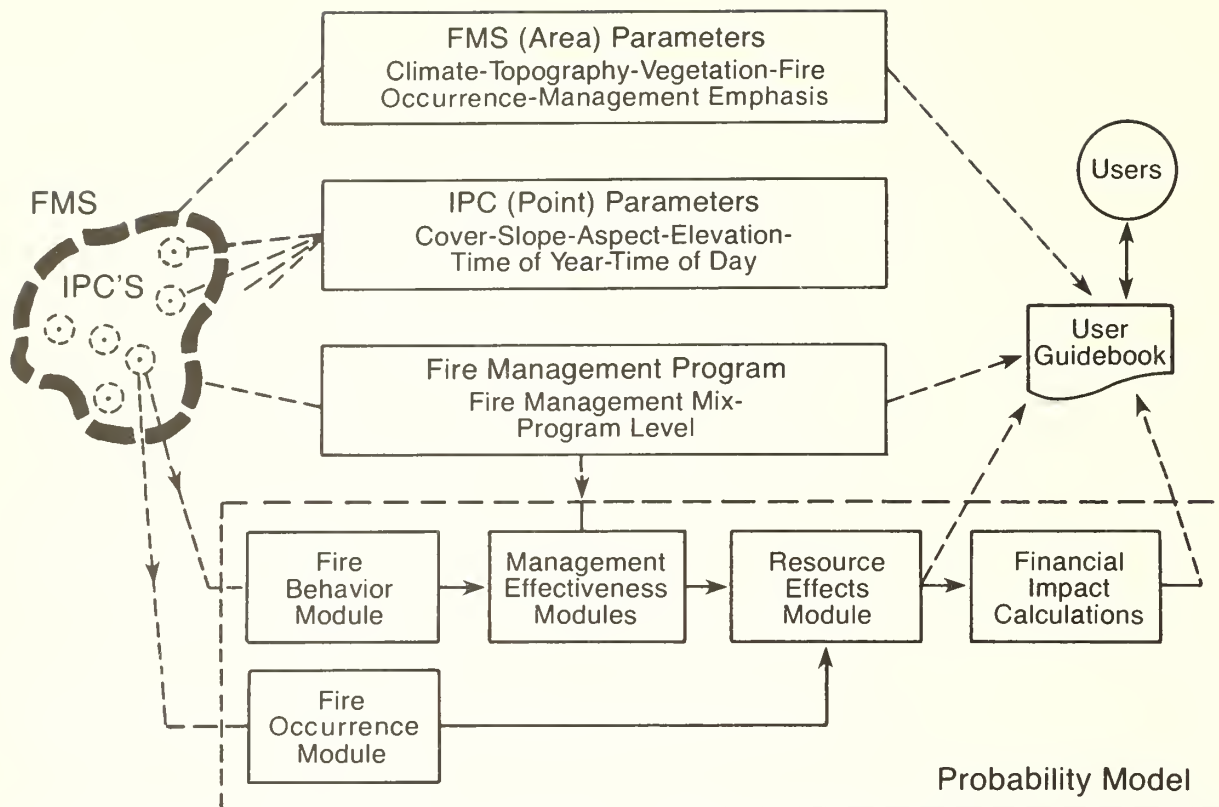 FMS (Area) Parameters
Climate-Topography-Vegetation-Fire
Occurrence-Management Emphasis
Users
FMS
IPC (Point) Parameters
Cover-Slope-Aspect-Elevation-
Time of Year-Time of Day
IPC'S
User
Guidebook
Fire Management Program
Fire Management Mix-
Program Level
Fire
Behavior
Module
Management
Effectiveness
Modules
Resource
Effects
Module
Financial
Impact
Calculations
Fire
Occurrence
Module
Probability Model